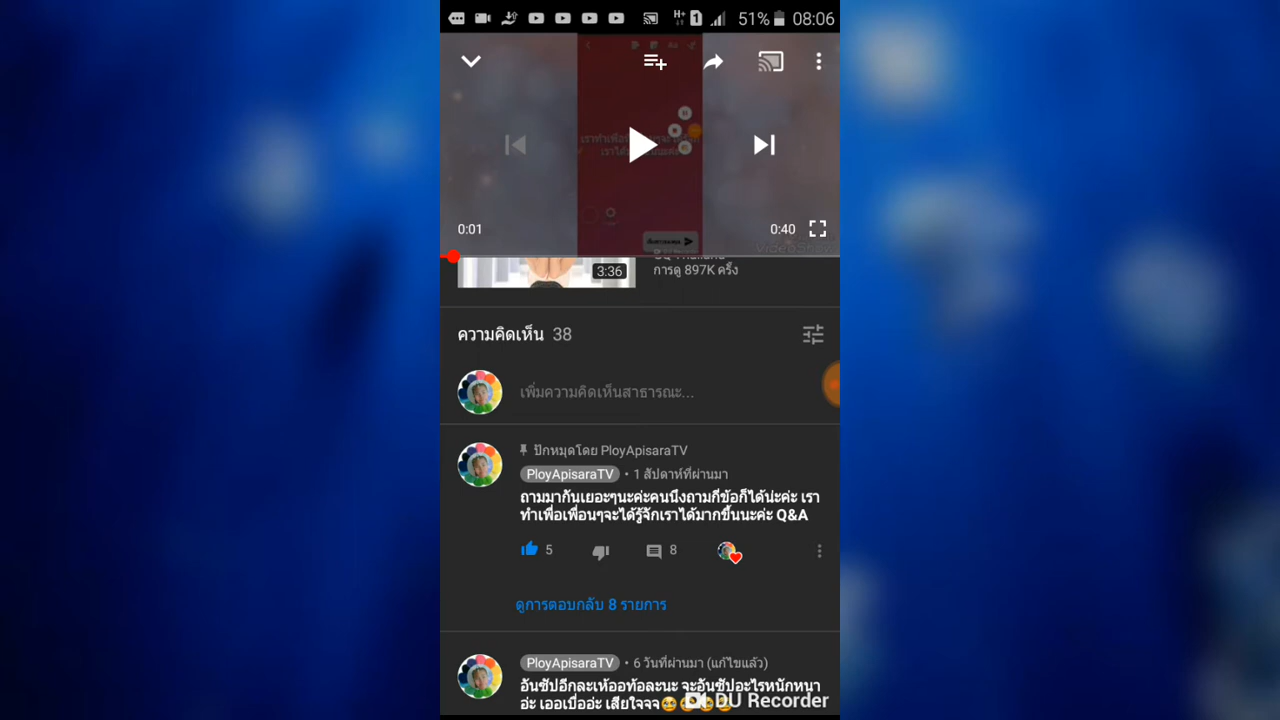 51% 08:06
0:01 0:40
3:36
การดู 897K ครั้ง
ความคิดเห็น 38
เพิ่มความคิดเห็นสาธารณะ...
ปักหมุดโดย PloyApisaraTV
PloyApisaraTV • 1 สัปดาห์ที่ผ่านมา
ถามมากันเยอะๆนะค่ะคนนึงถามกี่ข้อก็ได้น่ะค่ะ เรา
ทำเพื่อเพื่อนๆจะได้รู้จักเราได้มากขึ้นนะค่ะ Q&A
5 8
ดูการตอบกลับ 8 รายการ
PloyApisaraTV • 6 วันที่ผ่านมา (แก้ไขแล้ว)
อันซัปอีกละเห้ออท้อละนะ จะอันซัปอะไรหนักหนา
อ่ะ เออเบื่ออ่ะ เสียใจจจ
DU Recorder